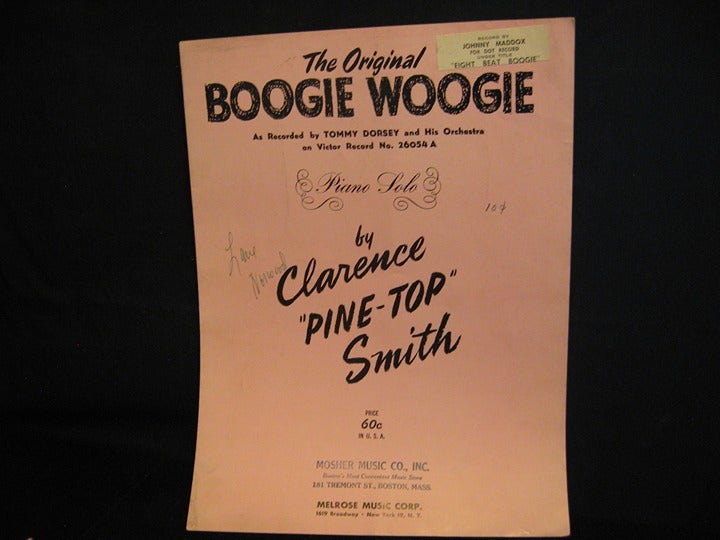 RECORD BY
JOHNNY MADDOX
FOR DOT RECORD
UNDER TITLE
"EIGHT BEAT BOOGIE"
The Original
BOOGIE WOOGIE
As Recorded by TOMMY DORSEY and His Orchestra
on Victor Record No. 26054 A
Piano Solo
10¢
by
Clarence
"PINE-TOP"
Smith
Norwood
PRICE
60c
IN U. S. A.
MOSHER MUSIC CO., INC.
Boston's Most Convenient Music Store
181 TREMONT ST., BOSTON, MASS.
MELROSE MUSIC CORP.
1619 Broadway • New York 19, N. Y.